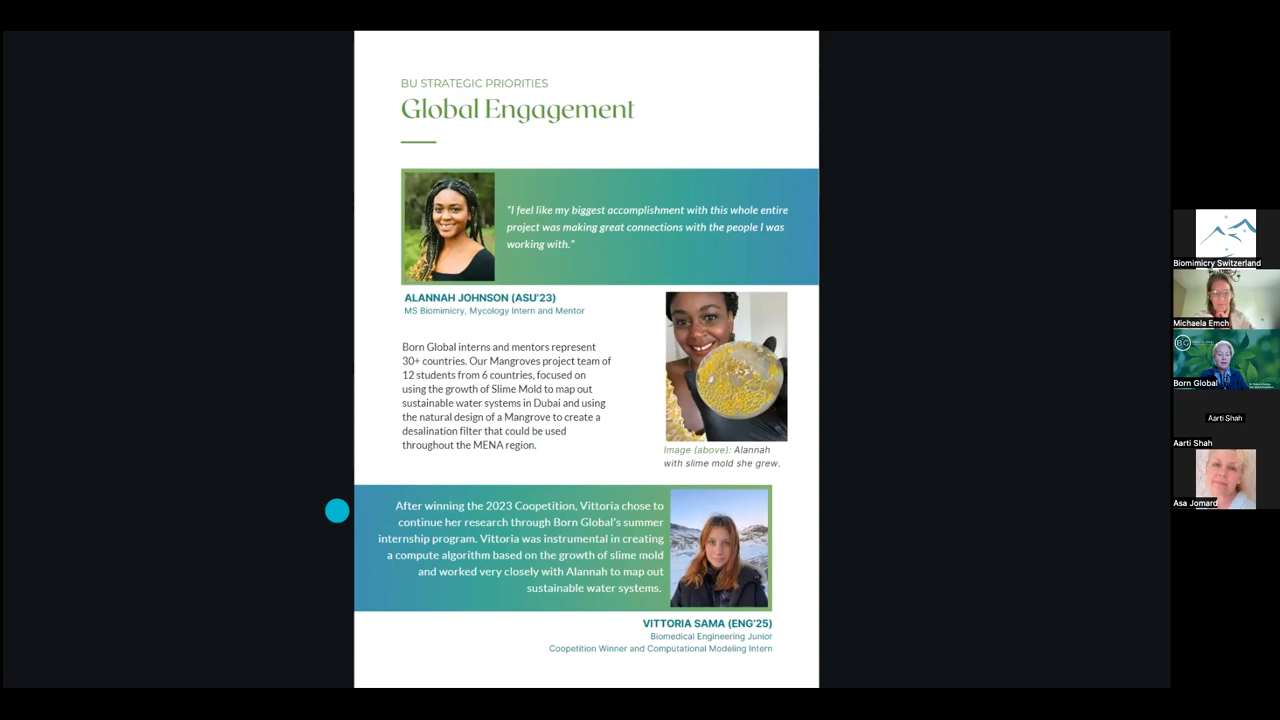 BU STRATEGIC PRIORITIES
Global Engagement
"I feel like my biggest accomplishment with this whole entire
project was making great connections with the people I was
working with."
ALANNAH JOHNSON (ASU'23)
MS Biomimicry, Mycology Intern and Mentor
Born Global interns and mentors represent
30+ countries. Our Mangroves project team of
12 students from 6 countries, focused on
using the growth of Slime Mold to map out
sustainable water systems in Dubai and using
the natural design of a Mangrove to create a
desalination filter that could be used
throughout the MENA region.
Image (above): Alannah
with slime mold she grew.
After winning the 2023 Coopetition, Vittoria chose to
continue her research through Born Global's summer
internship program. Vittoria was instrumental in creating
a compute algorithm based on the growth of slime mold
and worked very closely with Alannah to map out
sustainable water systems.
VITTORIA SAMA (ENG'25)
Biomedical Engineering Junior
Coopetition Winner and Computational Modeling Intern
Biomimicry Switzerland
Michaela Emch
BG
Born Global
Aarti Shah
Aarti Shah
Asa Jomard